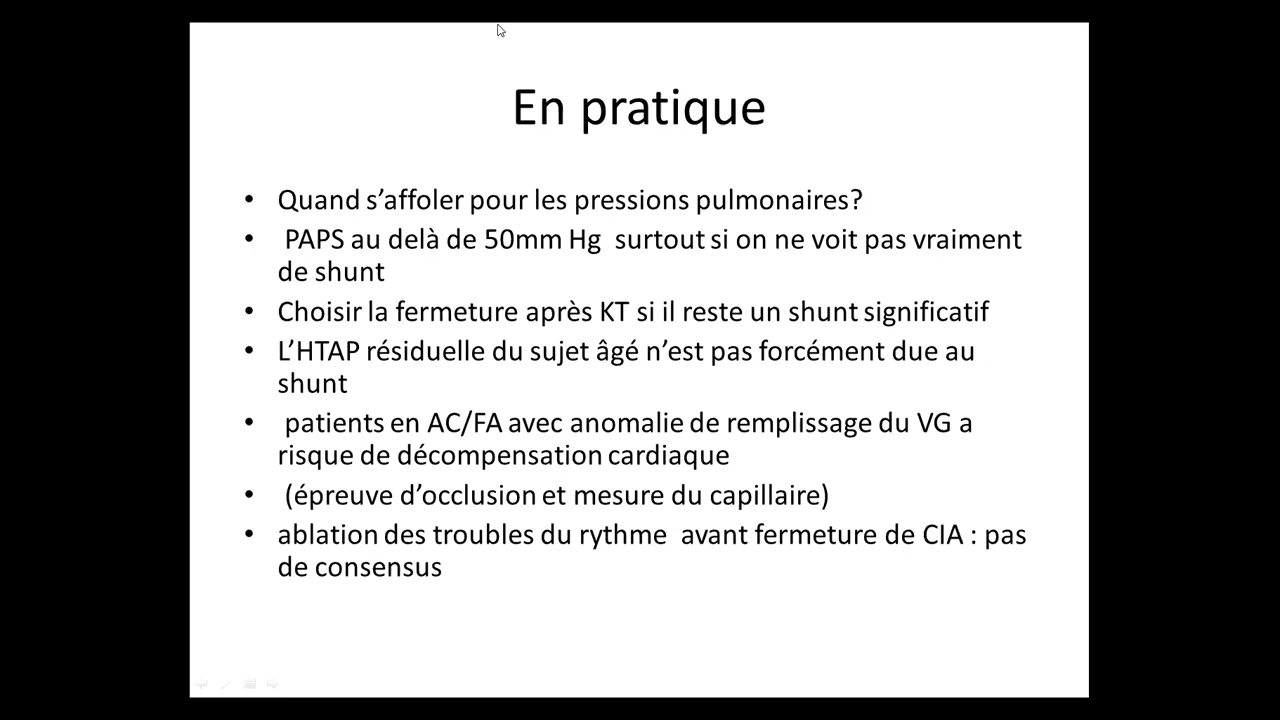 En pratique
• Quand s’affoler pour les pressions pulmonaires?
• PAPS au delà de 50mm Hg surtout si on ne voit pas vraiment
de shunt
• Choisir la fermeture après KT si il reste un shunt significatif
• L’HTAP résiduelle du sujet âgé n’est pas forcément due au
shunt
• patients en AC/FA avec anomalie de remplissage du VG a
risque de décompensation cardiaque
• (épreuve d’occlusion et mesure du capillaire)
• ablation des troubles du rythme avant fermeture de CIA : pas
de consensus